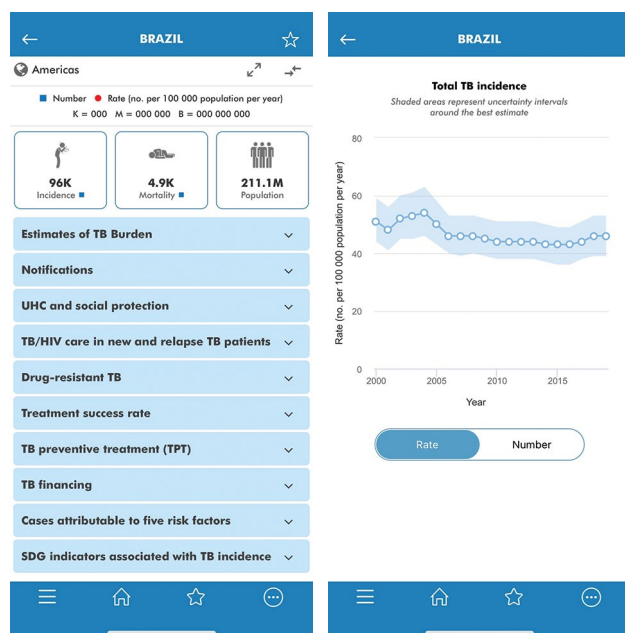 BRAZIL
Americas
Number Rate (no. per 100 000 population per year)
K = 000 M = 000 000 B = 000 000 000
96K
Incidence
4.9K
Mortality
211.1M
Population
Estimates of TB Burden
Notifications
UHC and social protection
TB/HIV care in new and relapse TB patients
Drug-resistant TB
Treatment success rate
TB preventive treatment (TPT)
TB financing
Cases attributable to five risk factors
SDG indicators associated with TB incidence
BRAZIL
Total TB incidence
Shaded areas represent uncertainty intervals
around the best estimate
Rate (no. per 100 000 population per year)
80
60
40
20
0
2000 2005 2010 2015
Year
Rate Number